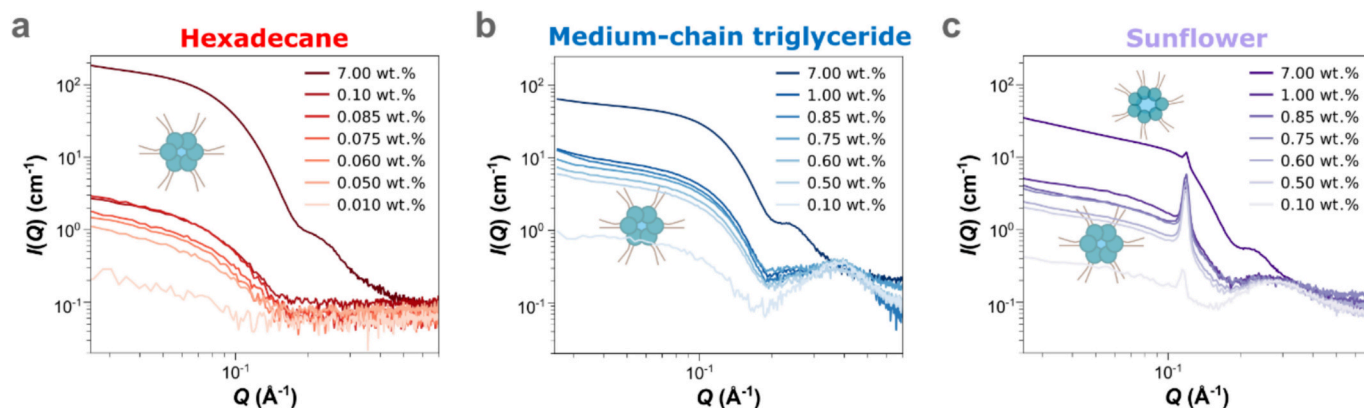 a
Hexadecane
10²
10¹
10⁰
10⁻¹
I(Q) (cm⁻¹)
7.00 wt.%
0.10 wt.%
0.085 wt.%
0.075 wt.%
0.060 wt.%
0.050 wt.%
0.010 wt.%
10⁻¹
Q (Å⁻¹)
b
Medium-chain triglyceride
10²
10¹
10⁰
10⁻¹
I(Q) (cm⁻¹)
7.00 wt.%
1.00 wt.%
0.85 wt.%
0.75 wt.%
0.60 wt.%
0.50 wt.%
0.10 wt.%
10⁻¹
Q (Å⁻¹)
c
Sunflower
10²
10¹
10⁰
10⁻¹
I(Q) (cm⁻¹)
7.00 wt.%
1.00 wt.%
0.85 wt.%
0.75 wt.%
0.60 wt.%
0.50 wt.%
0.10 wt.%
10⁻¹
Q (Å⁻¹)